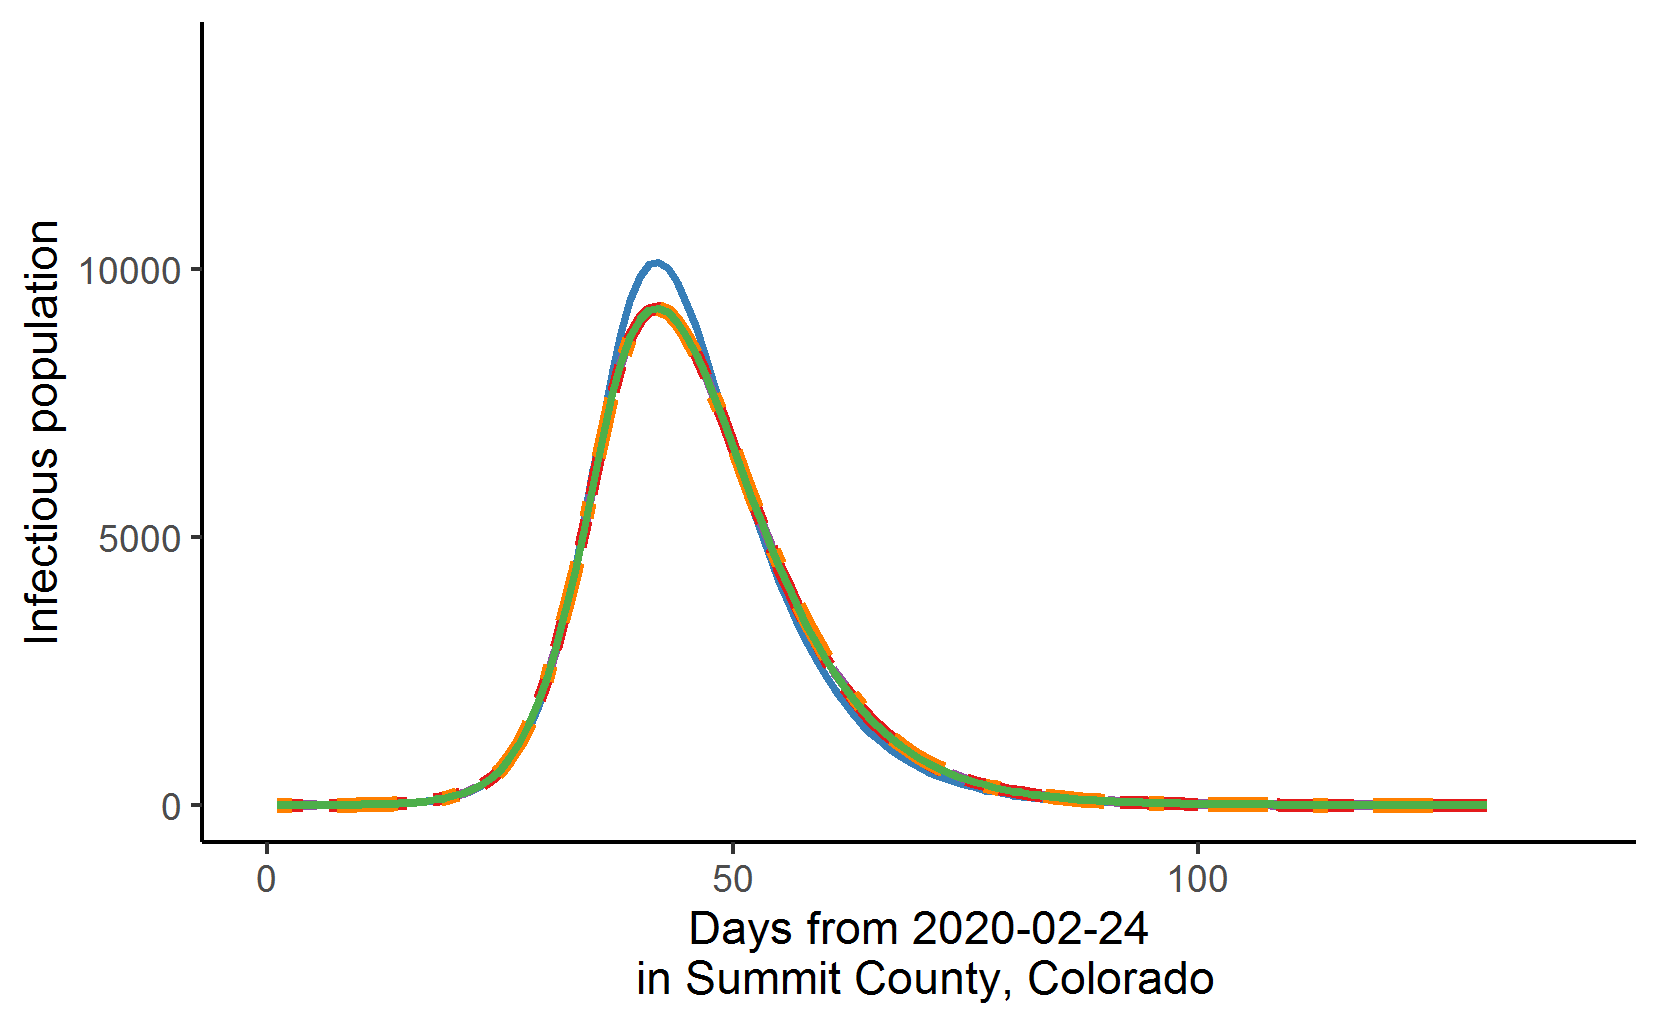 Infectious population
10000
5000
0
0 50 100
Days from 2020-02-24
in Summit County, Colorado